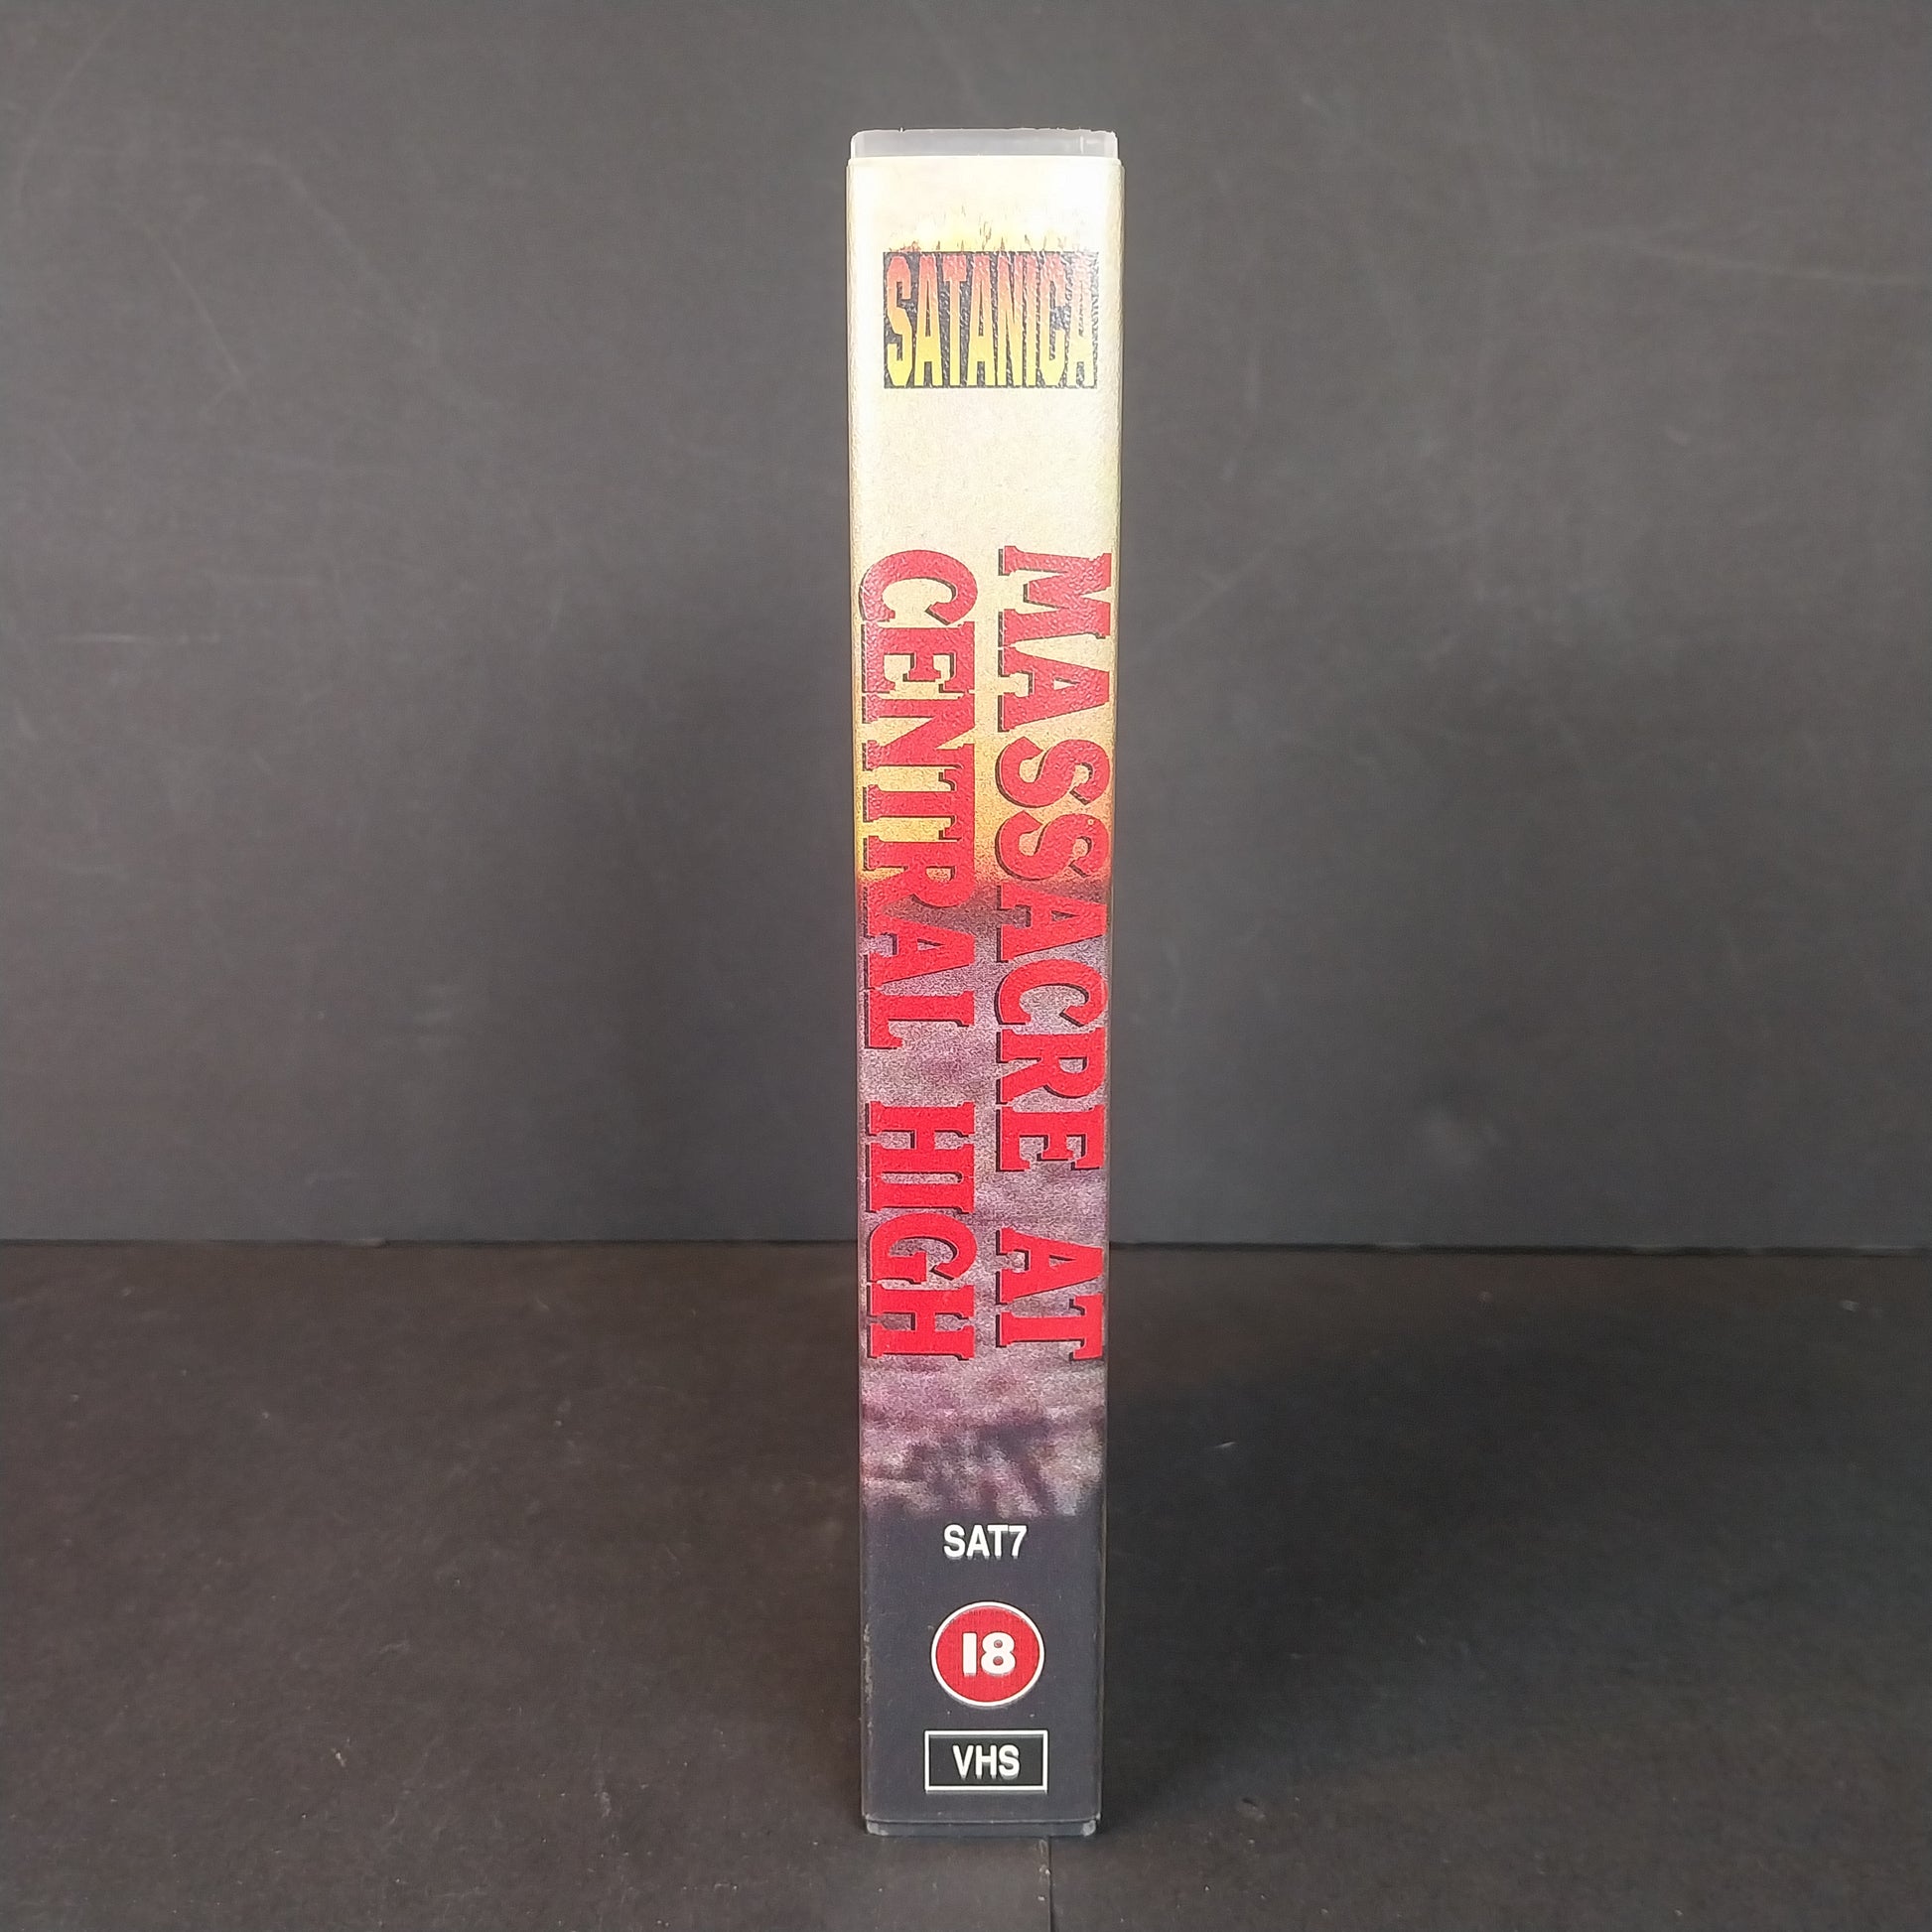 SATANICA
MASSACRE AT
CENTRAL HIGH
SAT7
18
VHS